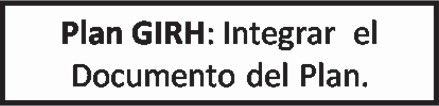 Plan GIRH: Integrar el
Documento del Plan.